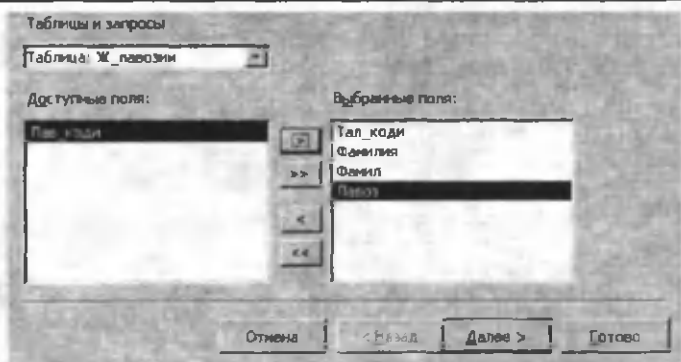 Таблицы и запросы
Таблица: Ж_павозим
Доступные поля:
Выбранные поля:
Пав_коди
>
Тал_коди
Фамилия
>>
Фамил
Павоз
<
<<
Отмена
< Назад
Далее >
Готово